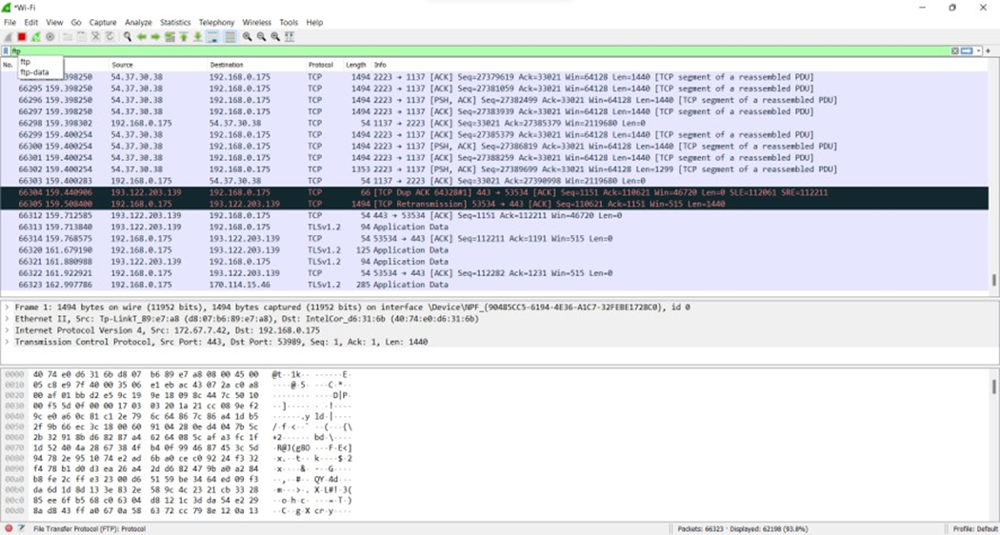 *Wi-Fi
File Edit View Go Capture Analyze Statistics Telephony Wireless Tools Help
ftp
ftp
ftp-data
No. Source Destination Protocol Length Info
398250 54.37.30.38 192.168.0.175 TCP 1494 2223 → 1137 [ACK] Seq=27379619 Ack=33021 Win=64128 Len=1440 [TCP segment of a reassembled PDU]
66295 159.398250 54.37.30.38 192.168.0.175 TCP 1494 2223 → 1137 [ACK] Seq=27381059 Ack=33021 Win=64128 Len=1440 [TCP segment of a reassembled PDU]
66296 159.398250 54.37.30.38 192.168.0.175 TCP 1494 2223 → 1137 [PSH, ACK] Seq=27382499 Ack=33021 Win=64128 Len=1440 [TCP segment of a reassembled PDU]
66297 159.398250 54.37.30.38 192.168.0.175 TCP 1494 2223 → 1137 [ACK] Seq=27383939 Ack=33021 Win=64128 Len=1440 [TCP segment of a reassembled PDU]
66298 159.398302 192.168.0.175 54.37.30.38 TCP 54 1137 → 2223 [ACK] Seq=33021 Ack=27385379 Win=2119680 Len=0
66299 159.400254 54.37.30.38 192.168.0.175 TCP 1494 2223 → 1137 [ACK] Seq=27385379 Ack=33021 Win=64128 Len=1440 [TCP segment of a reassembled PDU]
66300 159.400254 54.37.30.38 192.168.0.175 TCP 1494 2223 → 1137 [PSH, ACK] Seq=27386819 Ack=33021 Win=64128 Len=1440 [TCP segment of a reassembled PDU]
66301 159.400254 54.37.30.38 192.168.0.175 TCP 1494 2223 → 1137 [ACK] Seq=27388259 Ack=33021 Win=64128 Len=1440 [TCP segment of a reassembled PDU]
66302 159.400254 54.37.30.38 192.168.0.175 TCP 1353 2223 → 1137 [PSH, ACK] Seq=27389699 Ack=33021 Win=64128 Len=1299 [TCP segment of a reassembled PDU]
66303 159.400283 192.168.0.175 54.37.30.38 TCP 54 1137 → 2223 [ACK] Seq=33021 Ack=27390998 Win=2119680 Len=0
66304 159.440906 193.122.203.139 192.168.0.175 TCP 66 [TCP Dup ACK 64328#1] 443 → 53534 [ACK] Seq=1151 Ack=110621 Win=46720 Len=0 SLE=112061 SRE=112211
66305 159.508400 192.168.0.175 193.122.203.139 TCP 1494 [TCP Retransmission] 53534 → 443 [ACK] Seq=110621 Ack=1151 Win=515 Len=1440
66312 159.712585 193.122.203.139 192.168.0.175 TCP 54 443 → 53534 [ACK] Seq=1151 Ack=112211 Win=46720 Len=0
66313 159.713840 193.122.203.139 192.168.0.175 TLSv1.2 94 Application Data
66314 159.768575 192.168.0.175 193.122.203.139 TCP 54 53534 → 443 [ACK] Seq=112211 Ack=1191 Win=515 Len=0
66320 161.679190 192.168.0.175 193.122.203.139 TLSv1.2 125 Application Data
66321 161.880988 193.122.203.139 192.168.0.175 TLSv1.2 94 Application Data
66322 161.922921 192.168.0.175 193.122.203.139 TCP 54 53534 → 443 [ACK] Seq=112282 Ack=1231 Win=515 Len=0
66323 162.997786 192.168.0.175 170.114.15.46 TLSv1.2 285 Application Data
> Frame 1: 1494 bytes on wire (11952 bits), 1494 bytes captured (11952 bits) on interface \Device\NPF_{90485CC5-6194-4E36-A1C7-32FEBE1728C0}, id 0
> Ethernet II, Src: Tp-LinkT_89:e7:a8 (d8:07:b6:89:e7:a8), Dst: IntelCor_d6:31:6b (40:74:e0:d6:31:6b)
> Internet Protocol Version 4, Src: 172.67.7.42, Dst: 192.168.0.175
> Transmission Control Protocol, Src Port: 443, Dst Port: 53989, Seq: 1, Ack: 1, Len: 1440
0000 40 74 e0 d6 31 6b d8 07 b6 89 e7 a8 08 00 45 00 @t··1k·· ······E·
0010 05 c8 e9 7f 40 00 35 06 e1 eb ac 43 07 2a c0 a8 ····@·5· ···C·*··
0020 00 af 01 bb d2 e5 9c 19 9e 18 09 8c 44 7c 50 10 ········ ····D|P·
0030 00 f5 5d 0f 00 00 17 03 03 20 1a 21 cc 08 9e f2 ··]····· · ·!····
0040 9c e0 a6 0c 81 c1 2e 79 6c 64 86 7c 86 a4 1d b5 ······.y ld·|····
0050 2f 9b 66 ec 3c 18 00 60 91 04 28 0e d4 04 7b 5c /·f·<··` ··(···{\
0060 2b 32 91 8b d6 82 87 a4 62 64 08 5c af a3 fc 1f +2······ bd·\····
0070 1d 52 40 4a 28 67 38 4f b4 0f 99 46 87 45 3c 5d ·R@J(g8O ···F·E<]
0080 94 78 2e 95 10 74 e2 ad 6b a0 ce c0 92 24 f3 32 ·x.··t·· k····$·2
0090 f4 78 b1 d0 d3 ea 26 a4 2d d6 82 47 9b a0 a2 84 ·x····&· -··G····
00a0 b8 fe 2c ff e3 23 00 d6 51 59 be 34 64 ed 09 f3 ··,··#·· QY·4d···
00b0 da 6d 1d 8d 13 3e 83 2e 58 9c 4c 23 21 cb 33 28 ·m···>·. X·L#!·3(
00c0 85 ee 6f b5 68 c0 63 04 d8 12 1c 3d da 54 e2 29 ··o·h·c· ···=·T·)
00d0 8a d8 43 ff a0 67 0a 58 63 72 cc 79 8e 12 0a 13 ··C··g·X cr·y····
File Transfer Protocol (FTP): Protocol
Packets: 66323 · Displayed: 62198 (93.8%)
Profile: Default